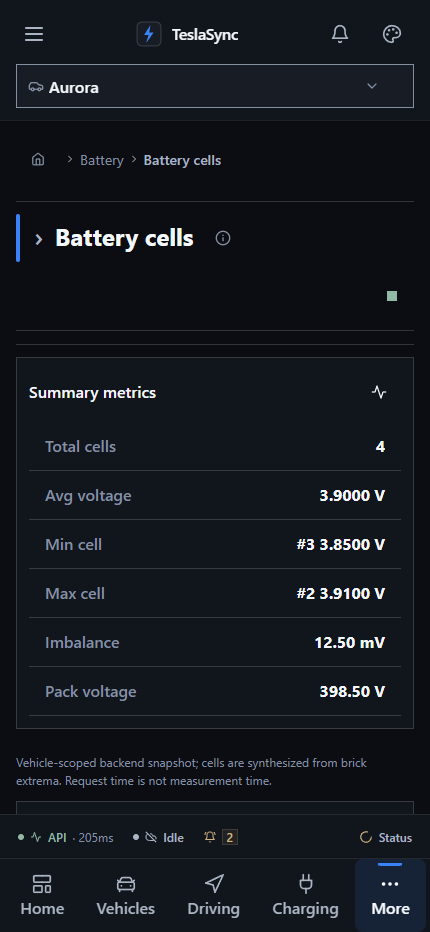 TeslaSync
Aurora
Battery Battery cells
Battery cells
Summary metrics
Total cells 4
Avg voltage 3.9000 V
Min cell #3 3.8500 V
Max cell #2 3.9100 V
Imbalance 12.50 mV
Pack voltage 398.50 V
Vehicle-scoped backend snapshot; cells are synthesized from brick
extrema. Request time is not measurement time.
API · 205ms Idle 2 Status
Home Vehicles Driving Charging More